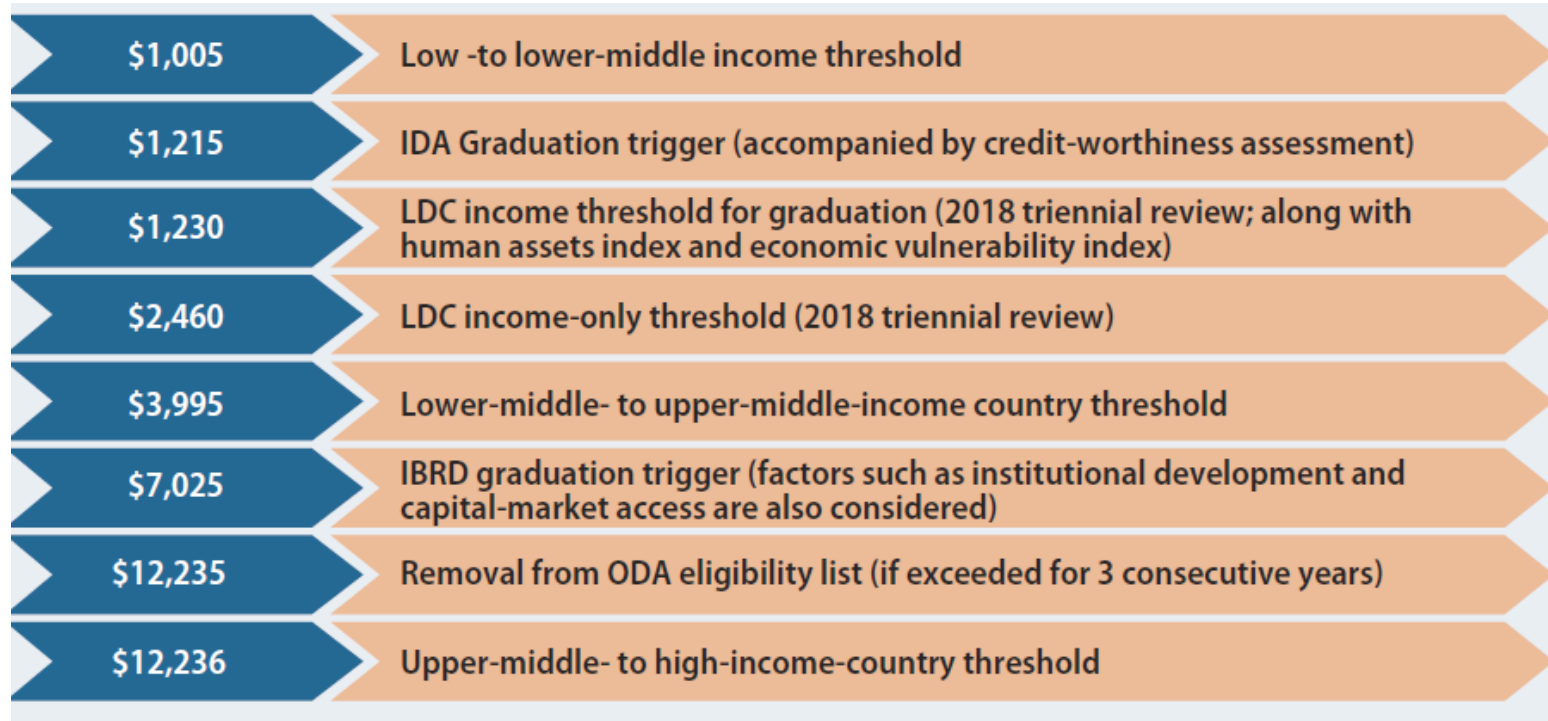 $1,005
Low -to lower-middle income threshold
$1,215
IDA Graduation trigger (accompanied by credit-worthiness assessment)
$1,230
LDC income threshold for graduation (2018 triennial review; along with
human assets index and economic vulnerability index)
$2,460
LDC income-only threshold (2018 triennial review)
$3,995
Lower-middle- to upper-middle-income country threshold
$7,025
IBRD graduation trigger (factors such as institutional development and
capital-market access are also considered)
$12,235
Removal from ODA eligibility list (if exceeded for 3 consecutive years)
$12,236
Upper-middle- to high-income-country threshold